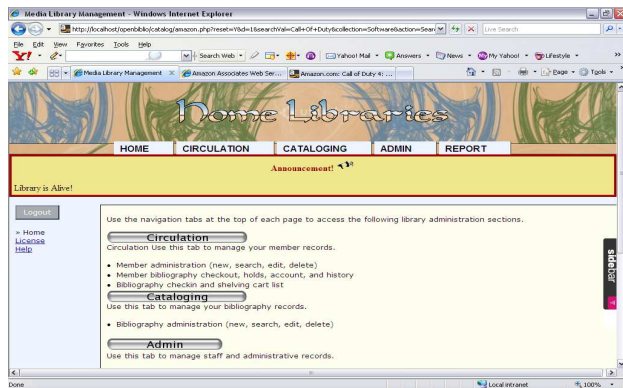 Media Library Management - Windows Internet Explorer
http://localhost/openbiblio/catalog/amazon.php?reset=Y&d=1&searchVal=Call+Of+Duty&collection=Software&action=Sear
Live Search
File Edit View Favorites Tools Help
Search Web Yahoo! Mail Answers News My Yahoo! Lifestyle
Media Library Management Amazon Associates Web Ser... Amazon.com: Call of Duty 4: ... Page Tools
Home Libraries
HOME CIRCULATION CATALOGING ADMIN REPORT
Announcement!
Library is Alive!
Logout
» Home
License
Help
Use the navigation tabs at the top of each page to access the following library administration sections.
Circulation
Circulation Use this tab to manage your member records.
• Member administration (new, search, edit, delete)
• Member bibliography checkout, holds, account, and history
• Bibliography checkin and shelving cart list
Cataloging
Use this tab to manage your bibliography records.
• Bibliography administration (new, search, edit, delete)
Admin
Use this tab to manage staff and administrative records.
sidebar
Done Local intranet 100%